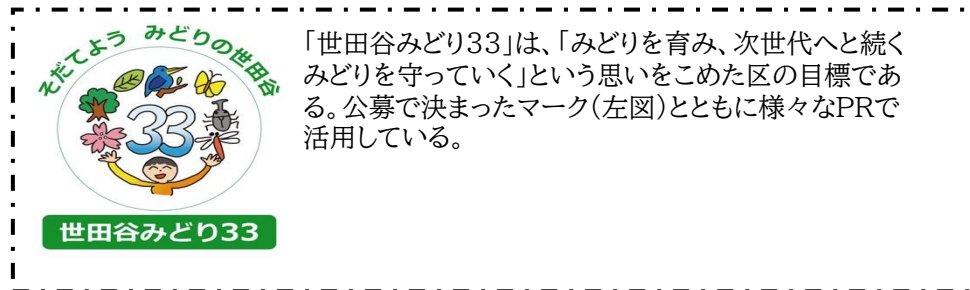 そだてよう みどりの世田谷
33
世田谷みどり33
「世田谷みどり33」は、「みどりを育み、次世代へと続く
みどりを守っていく」という思いをこめた区の目標であ
る。公募で決まったマーク(左図)とともに様々なPRで
活用している。